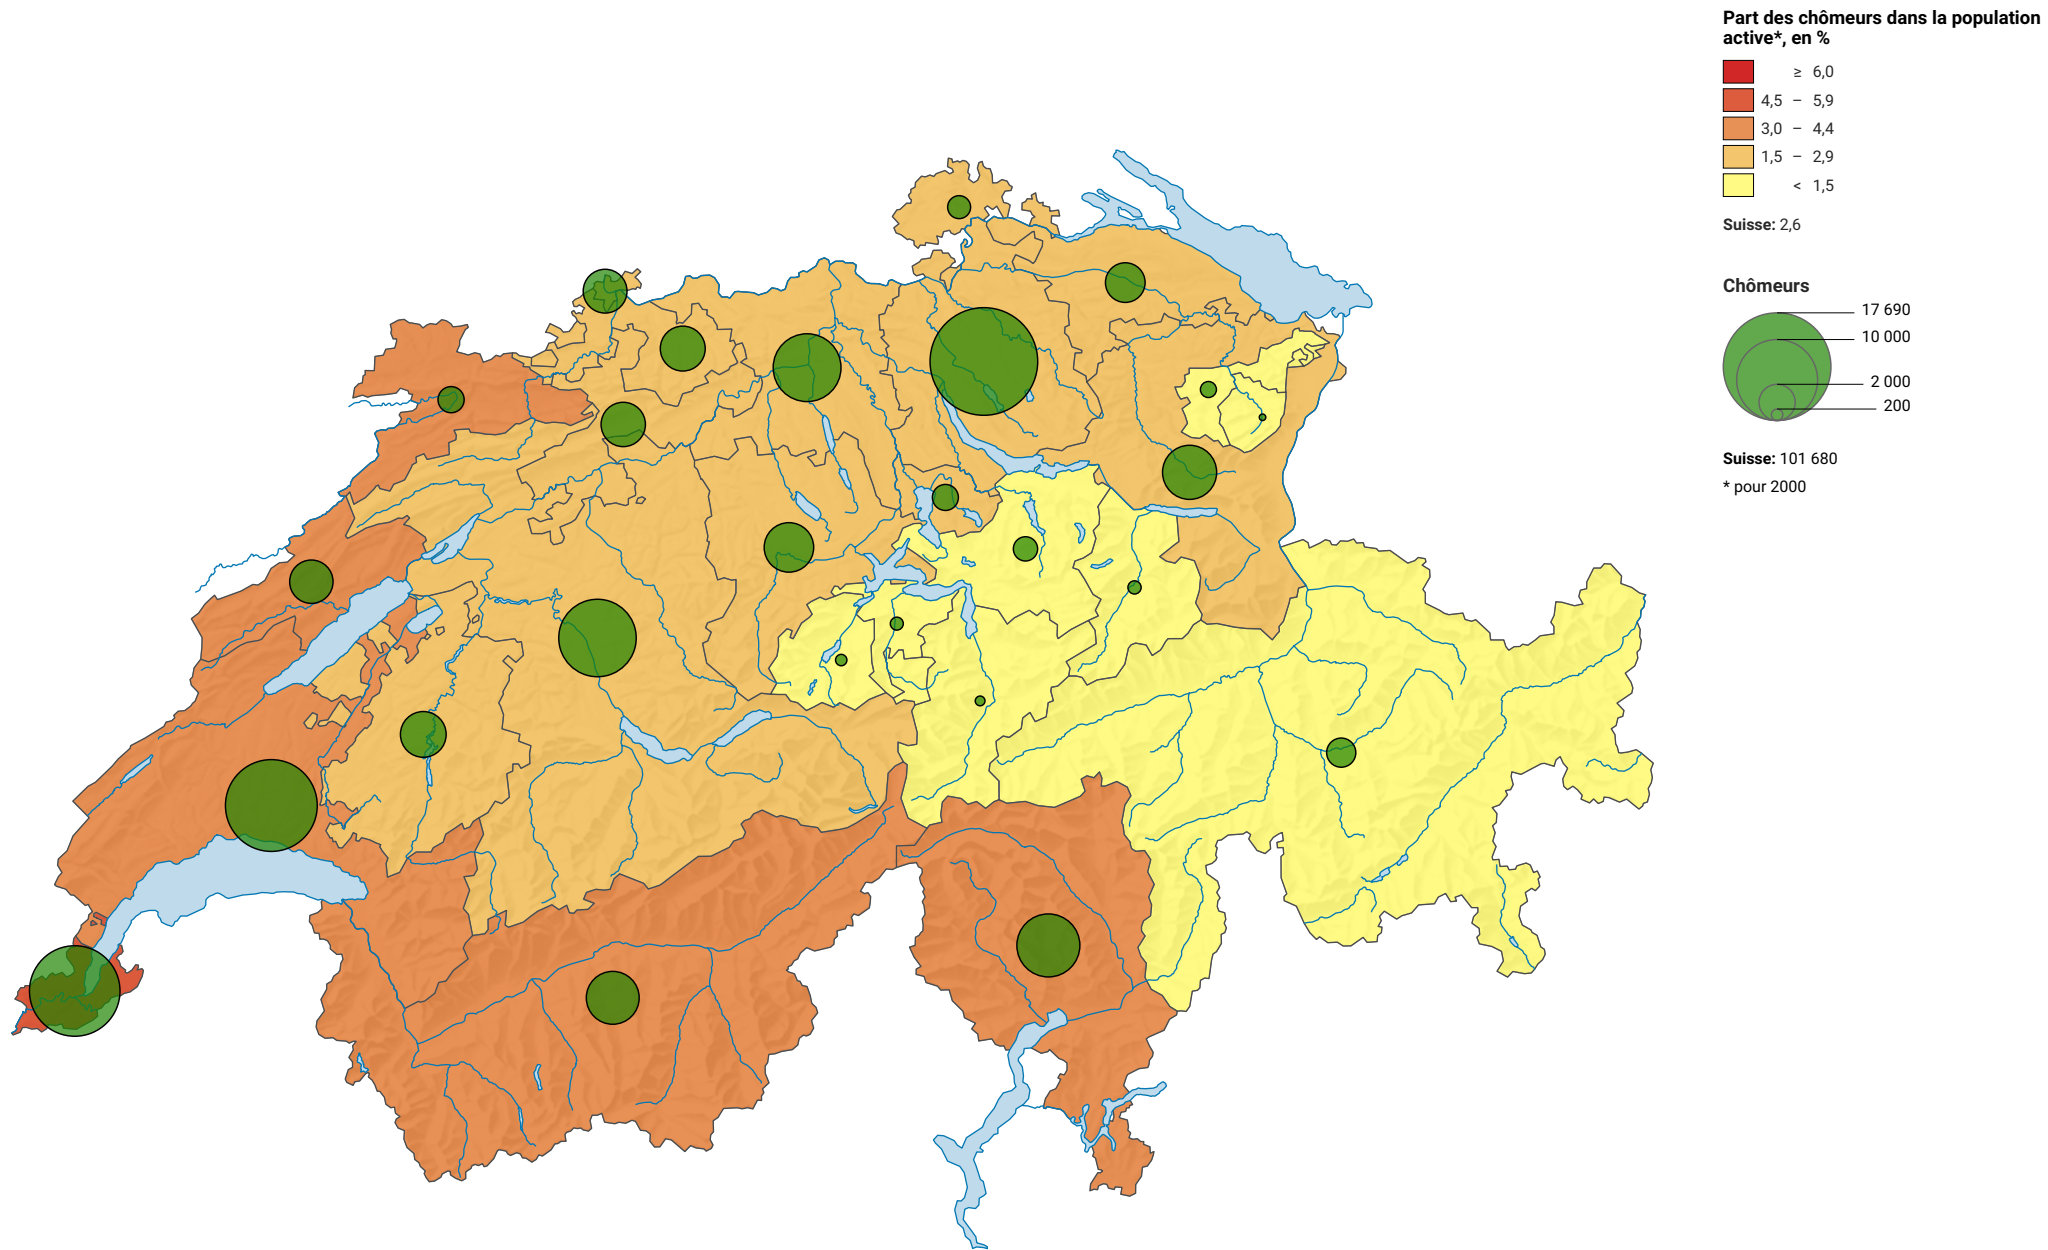 Part des chômeurs dans la population
active*, en %
≥ 6,0
4,5 – 5,9
3,0 – 4,4
1,5 – 2,9
< 1,5
Suisse: 2,6
Chômeurs
17 690
10 000
2 000
200
Suisse: 101 680
* pour 2000